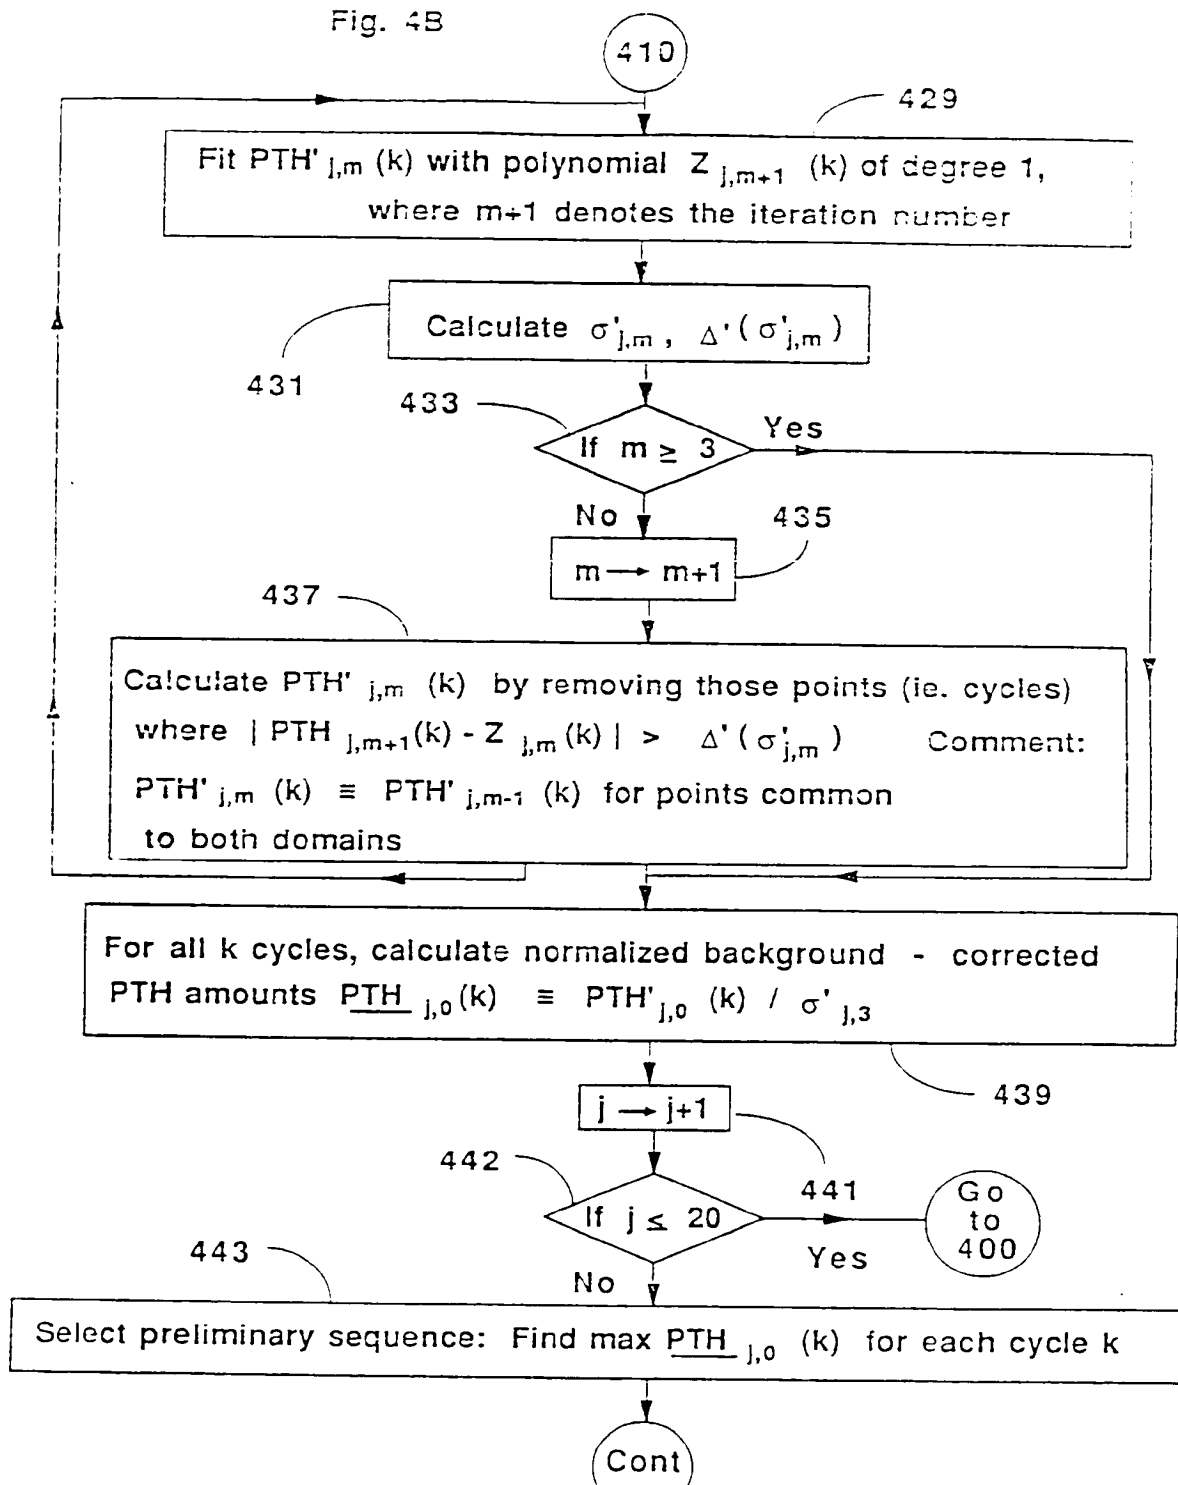 Fig. 4B
410
429
Fit PTH' j,m (k) with polynomial Z j,m+1 (k) of degree 1,
where m+1 denotes the iteration number
Calculate σ'j,m , Δ'(σ'j,m)
431
433
If m ≥ 3
Yes
No
435
m → m+1
437
Calculate PTH' j,m (k) by removing those points (ie. cycles)
where | PTH j,m+1(k) - Z j,m (k) | > Δ'(σ'j,m) Comment:
PTH' j,m (k) ≡ PTH' j,m-1 (k) for points common
to both domains
For all k cycles, calculate normalized background - corrected
PTH amounts PTH j,0(k) ≡ PTH'j,0 (k) / σ' j,3
439
j → j+1
441
442
If j ≤ 20
Yes
Go
to
400
443
No
Select preliminary sequence: Find max PTH j,0 (k) for each cycle k
Cont